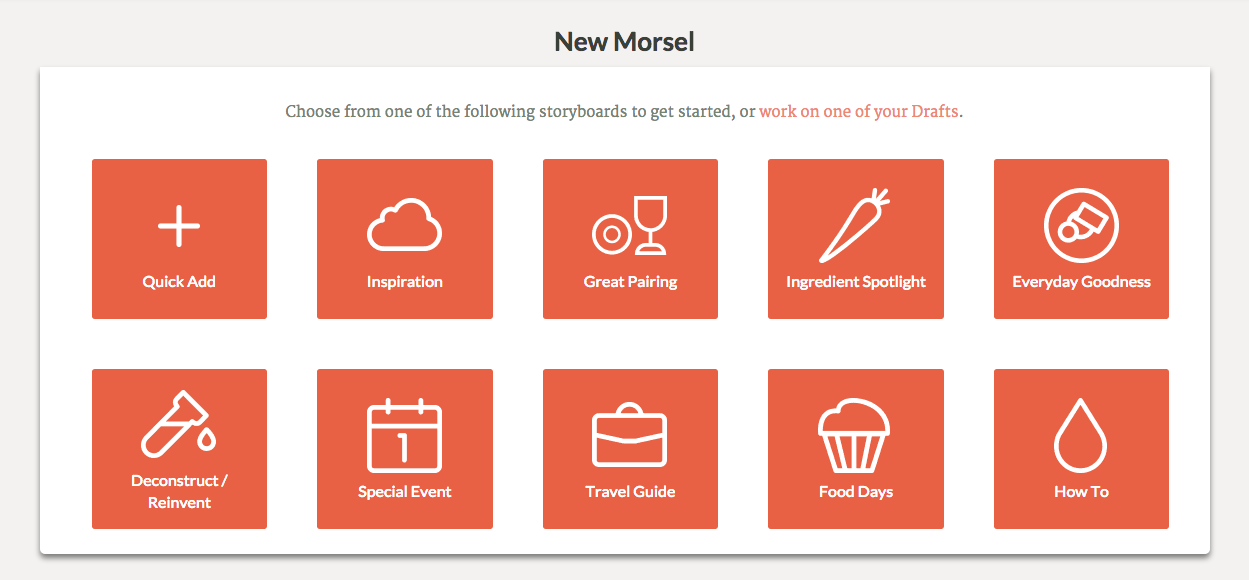 New Morsel
Choose from one of the following storyboards to get started, or work on one of your Drafts.
Quick Add
Inspiration
Great Pairing
Ingredient Spotlight
Everyday Goodness
Deconstruct /
Reinvent
1
Special Event
Travel Guide
Food Days
How To